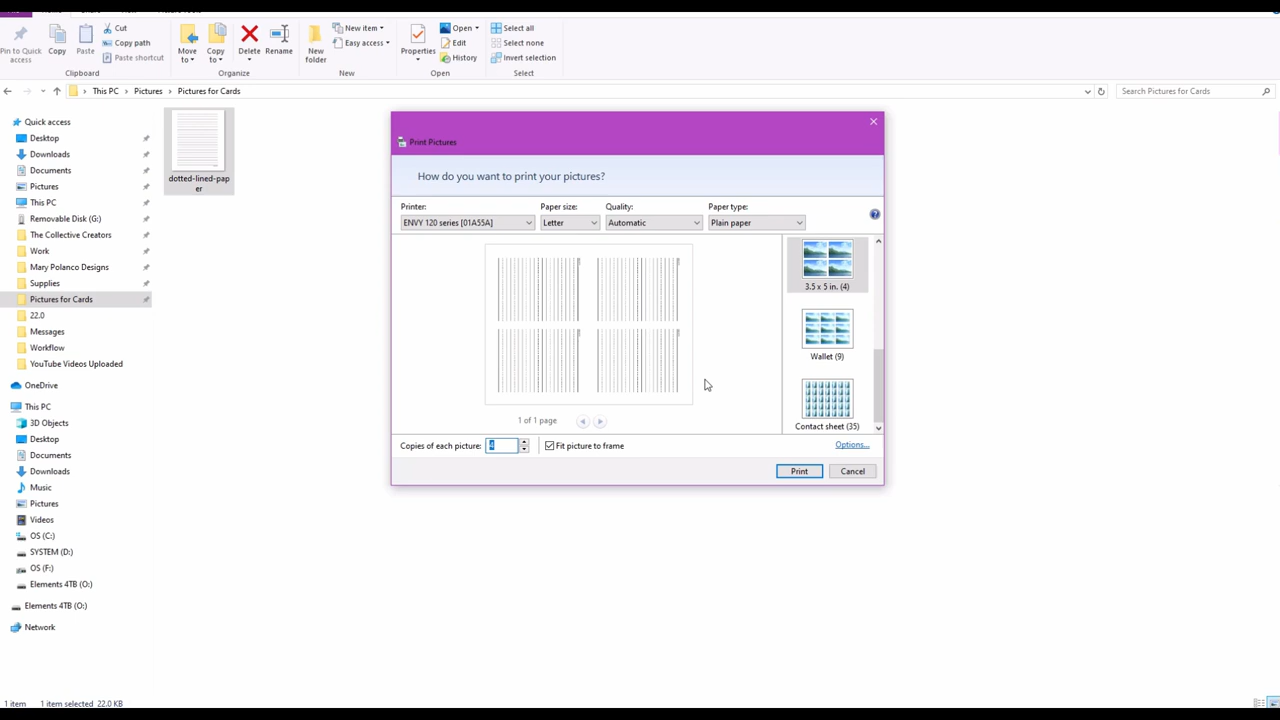 Cut
Copy path
Paste shortcut
Pin to Quick access
Copy
Paste
Clipboard
Move to
Copy to
Delete
Rename
Organize
New folder
New item
Easy access
New
Properties
Open
Edit
History
Open
Select all
Select none
Invert selection
Select
This PC > Pictures > Pictures for Cards
Search Pictures for Cards
Quick access
Desktop
Downloads
Documents
Pictures
This PC
Removable Disk (G:)
The Collective Creators
Work
Mary Polanco Designs
Supplies
Pictures for Cards
22.0
Messages
Workflow
YouTube Videos Uploaded
OneDrive
This PC
3D Objects
Desktop
Documents
Downloads
Music
Pictures
Videos
OS (C:)
SYSTEM (D:)
OS (F:)
Elements 4TB (O:)
Elements 4TB (O:)
Network
dotted-lined-pap
er
Print Pictures
How do you want to print your pictures?
Printer: Paper size: Quality: Paper type:
ENVY 120 series [01A55A] Letter Automatic Plain paper
3.5 x 5 in. (4)
Wallet (9)
Contact sheet (35)
1 of 1 page
Copies of each picture: 4 Fit picture to frame Options...
Print Cancel
1 item 1 item selected 22.0 KB